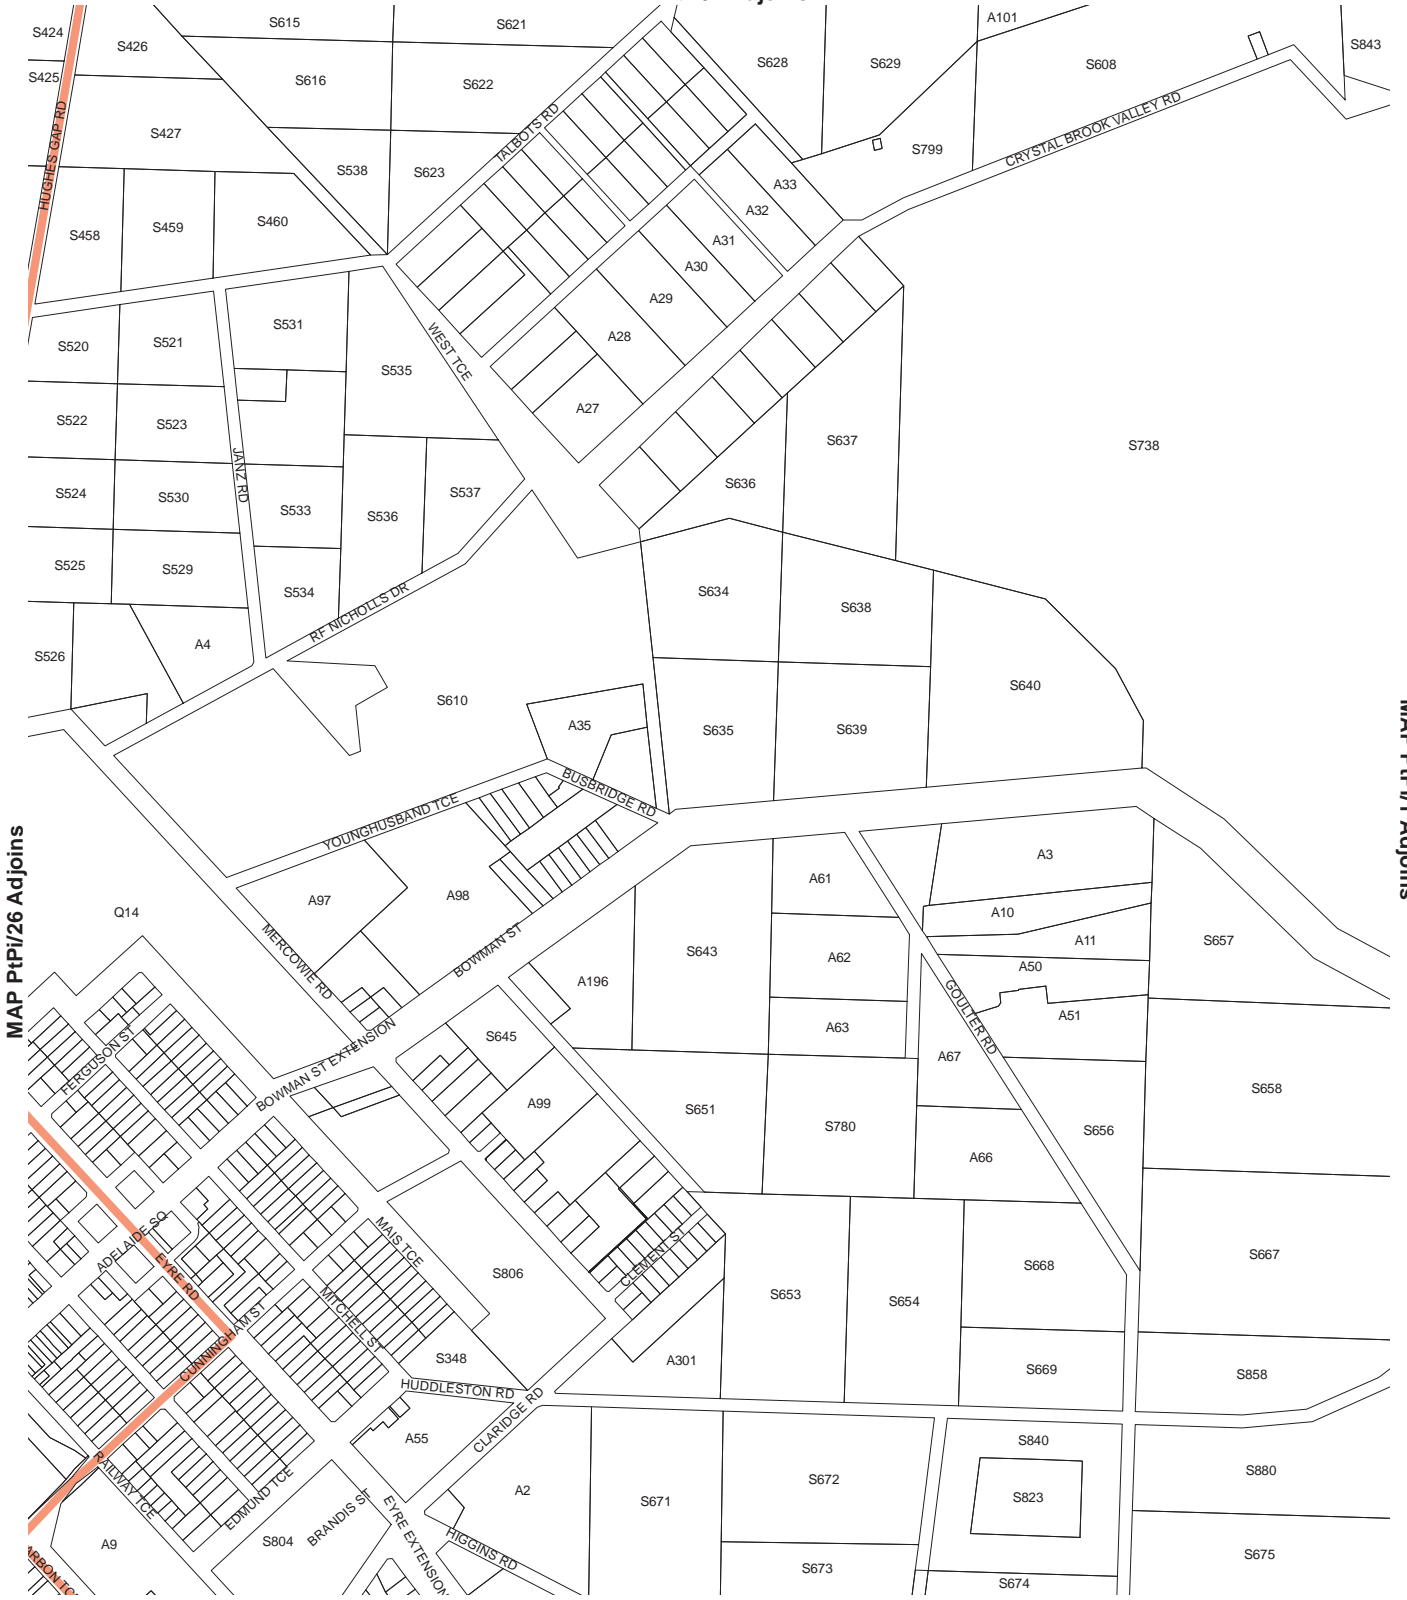 S424
S426
S615
S621
A101
S843
S628
S629
S608
S425
S616
S622
HUGHES GAP RD
S427
TALBOTS RD
CRYSTAL BROOK VALLEY RD
S799
S538
S623
A33
A32
S458
S459
S460
A31
A30
A29
A28
A27
S520
S521
S531
WEST TCE
S535
S522
S523
S637
S738
JANZ RD
S636
S524
S530
S533
S536
S537
S525
S529
S534
RF NICHOLLS DR
S634
S638
S526
A4
S610
A35
S635
S639
S640
BUSBRIDGE RD
YOUNGHUSBAND TCE
MAP PtPi/26 Adjoins
A3
A61
A97
A98
Q14
A10
A11
S657
MERCOWIE RD
BOWMAN ST
S643
A62
A50
A196
GOULTER RD
A51
A63
S645
FERGUSON ST
BOWMAN ST EXTENSION
A67
S658
A99
S651
S780
S656
A66
ADELAIDE SQ
MAIS TCE
CLEMENT ST
S667
EYRE RD
S806
S668
S653
S654
MITCHELL ST
CUNNINGHAM ST
S348
A301
S669
S858
HUDDLESTON RD
CLARIDGE RD
A55
S840
RAILWAY TCE
S672
S880
A2
S671
S823
EDMUND TCE
BRANDIS ST
EYRE EXTENSION
S804
A9
HIGGINS RD
S673
S675
S674
ARBON TC